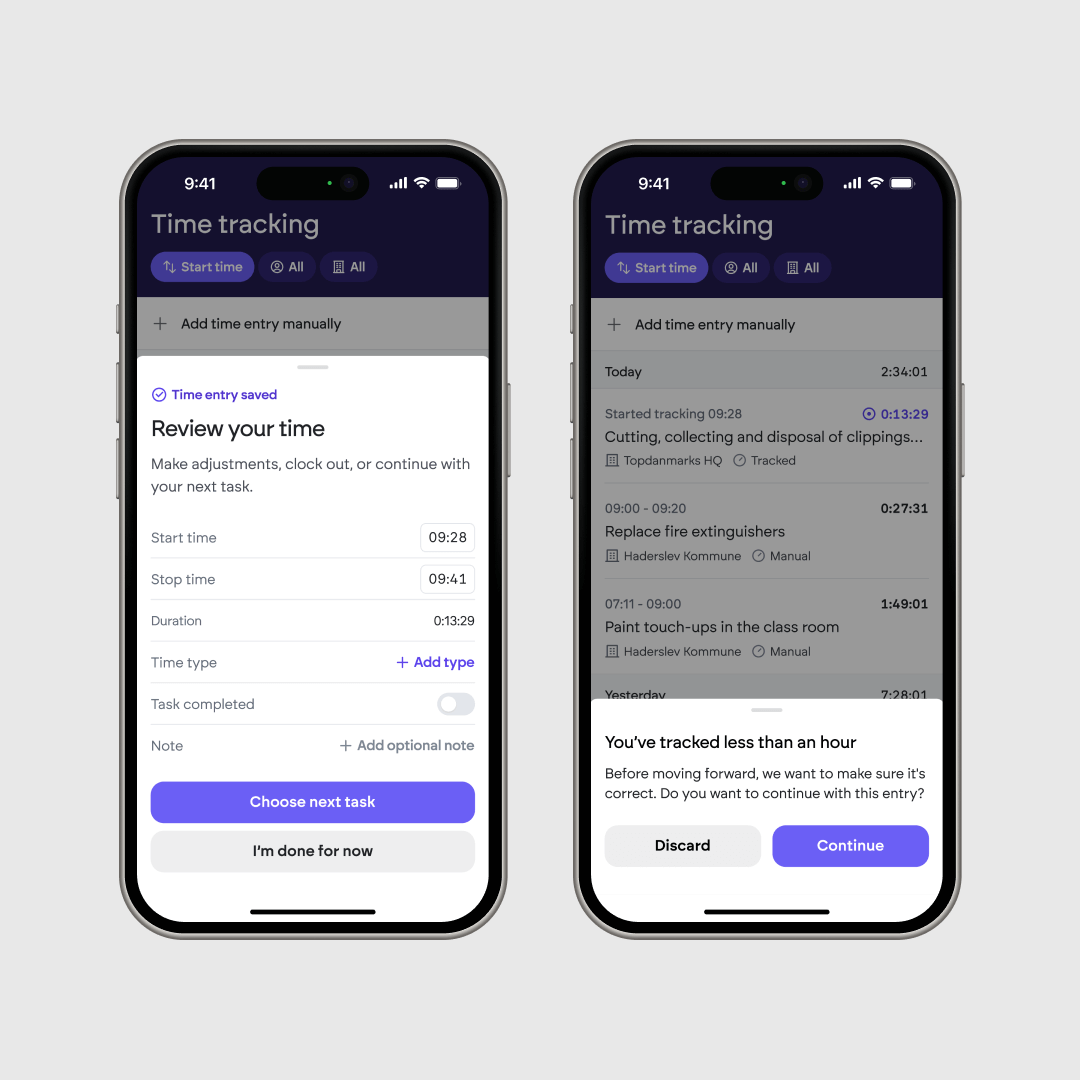 9:41
Time tracking
Start time All All
Add time entry manually
Time entry saved
Review your time
Make adjustments, clock out, or continue with
your next task.
Start time 09:28
Stop time 09:41
Duration 0:13:29
Time type + Add type
Task completed
Note + Add optional note
Choose next task
I'm done for now
9:41
Time tracking
Start time All All
Add time entry manually
Today 2:34:01
Started tracking 09:28 0:13:29
Cutting, collecting and disposal of clippings...
Topdanmarks HQ Tracked
09:00 - 09:20 0:27:31
Replace fire extinguishers
Haderslev Kommune Manual
07:11 - 09:00 1:49:01
Paint touch-ups in the class room
Haderslev Kommune Manual
Yesterday 7:28:01
You've tracked less than an hour
Before moving forward, we want to make sure it's
correct. Do you want to continue with this entry?
Discard Continue